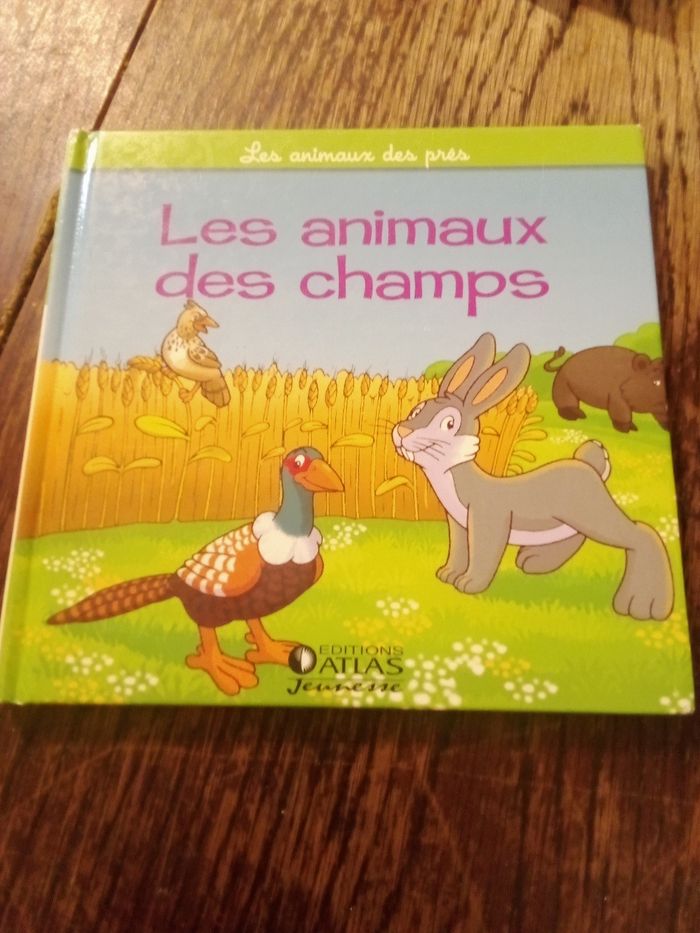 Les animaux des prés
Les animaux
des champs
EDITIONS
ATLAS
Jeunesse